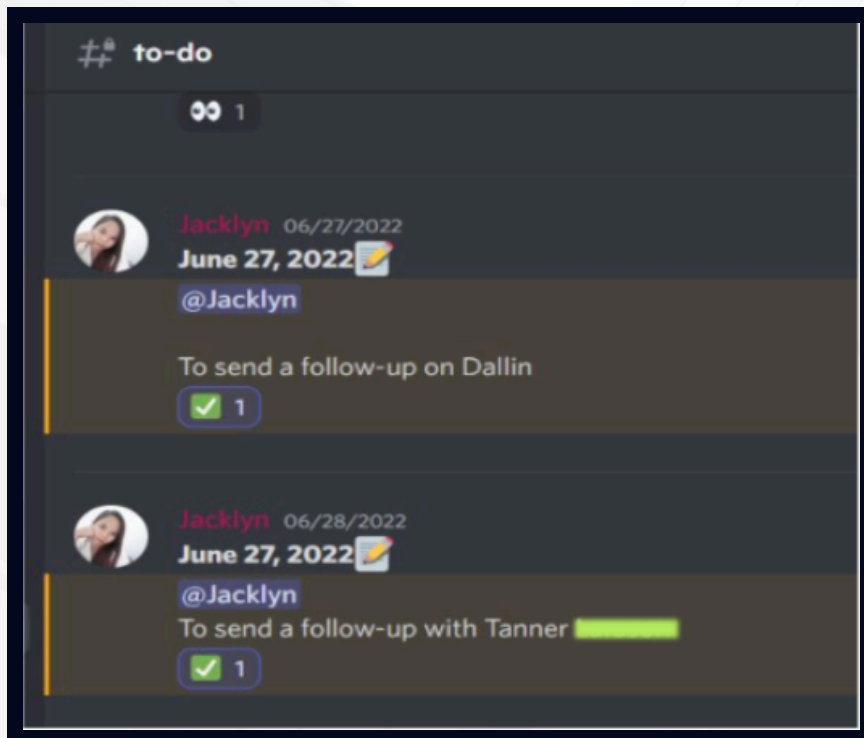 to-do
1
Jacklyn 06/27/2022
June 27, 2022
@Jacklyn
To send a follow-up on Dallin
1
Jacklyn 06/28/2022
June 27, 2022
@Jacklyn
To send a follow-up with Tanner
1